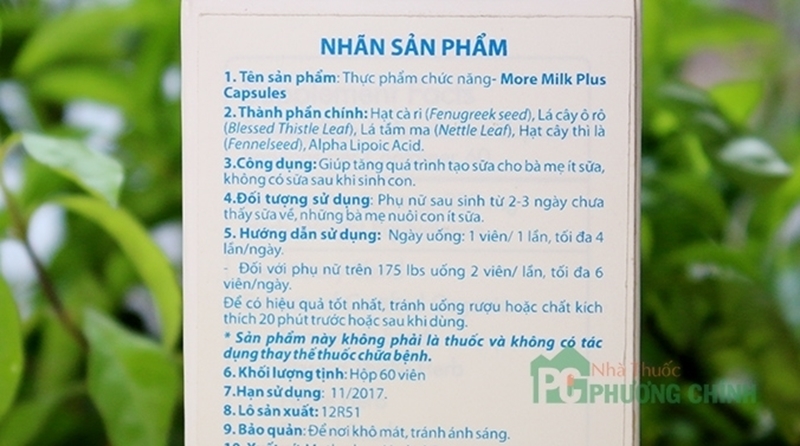 NHÃN SẢN PHẨM
1. Tên sản phẩm: Thực phẩm chức năng- More Milk Plus
Capsules
2. Thành phần chính: Hạt cà ri (Fenugreek seed), Lá cây ô rô
(Blessed Thistle Leaf), Lá tầm ma (Nettle Leaf), Hạt cây thì là
(Fennelseed), Alpha Lipoic Acid.
3.Công dụng: Giúp tăng quá trình tạo sữa cho bà mẹ ít sữa,
không có sữa sau khi sinh con.
4.Đối tượng sử dụng: Phụ nữ sau sinh từ 2-3 ngày chưa
thấy sữa về, những bà mẹ nuôi con ít sữa.
5. Hướng dẫn sử dụng: Ngày uống: 1 viên/ 1 lần, tối đa 4
lần/ngày.
- Đối với phụ nữ trên 175 lbs uống 2 viên/ lần, tối đa 6
viên/ngày.
Để có hiệu quả tốt nhất, tránh uống rượu hoặc chất kích
thích 20 phút trước hoặc sau khi dùng.
* Sản phẩm này không phải là thuốc và không có tác
dụng thay thế thuốc chữa bệnh.
6. Khối lượng tịnh: Hộp 60 viên
7.Hạn sử dụng: 11/2017.
8. Lô sản xuất: 12R51
9. Bảo quản: Để nơi khô mát, tránh ánh sáng.
Nhà Thuốc
PC PHƯƠNG CHINH